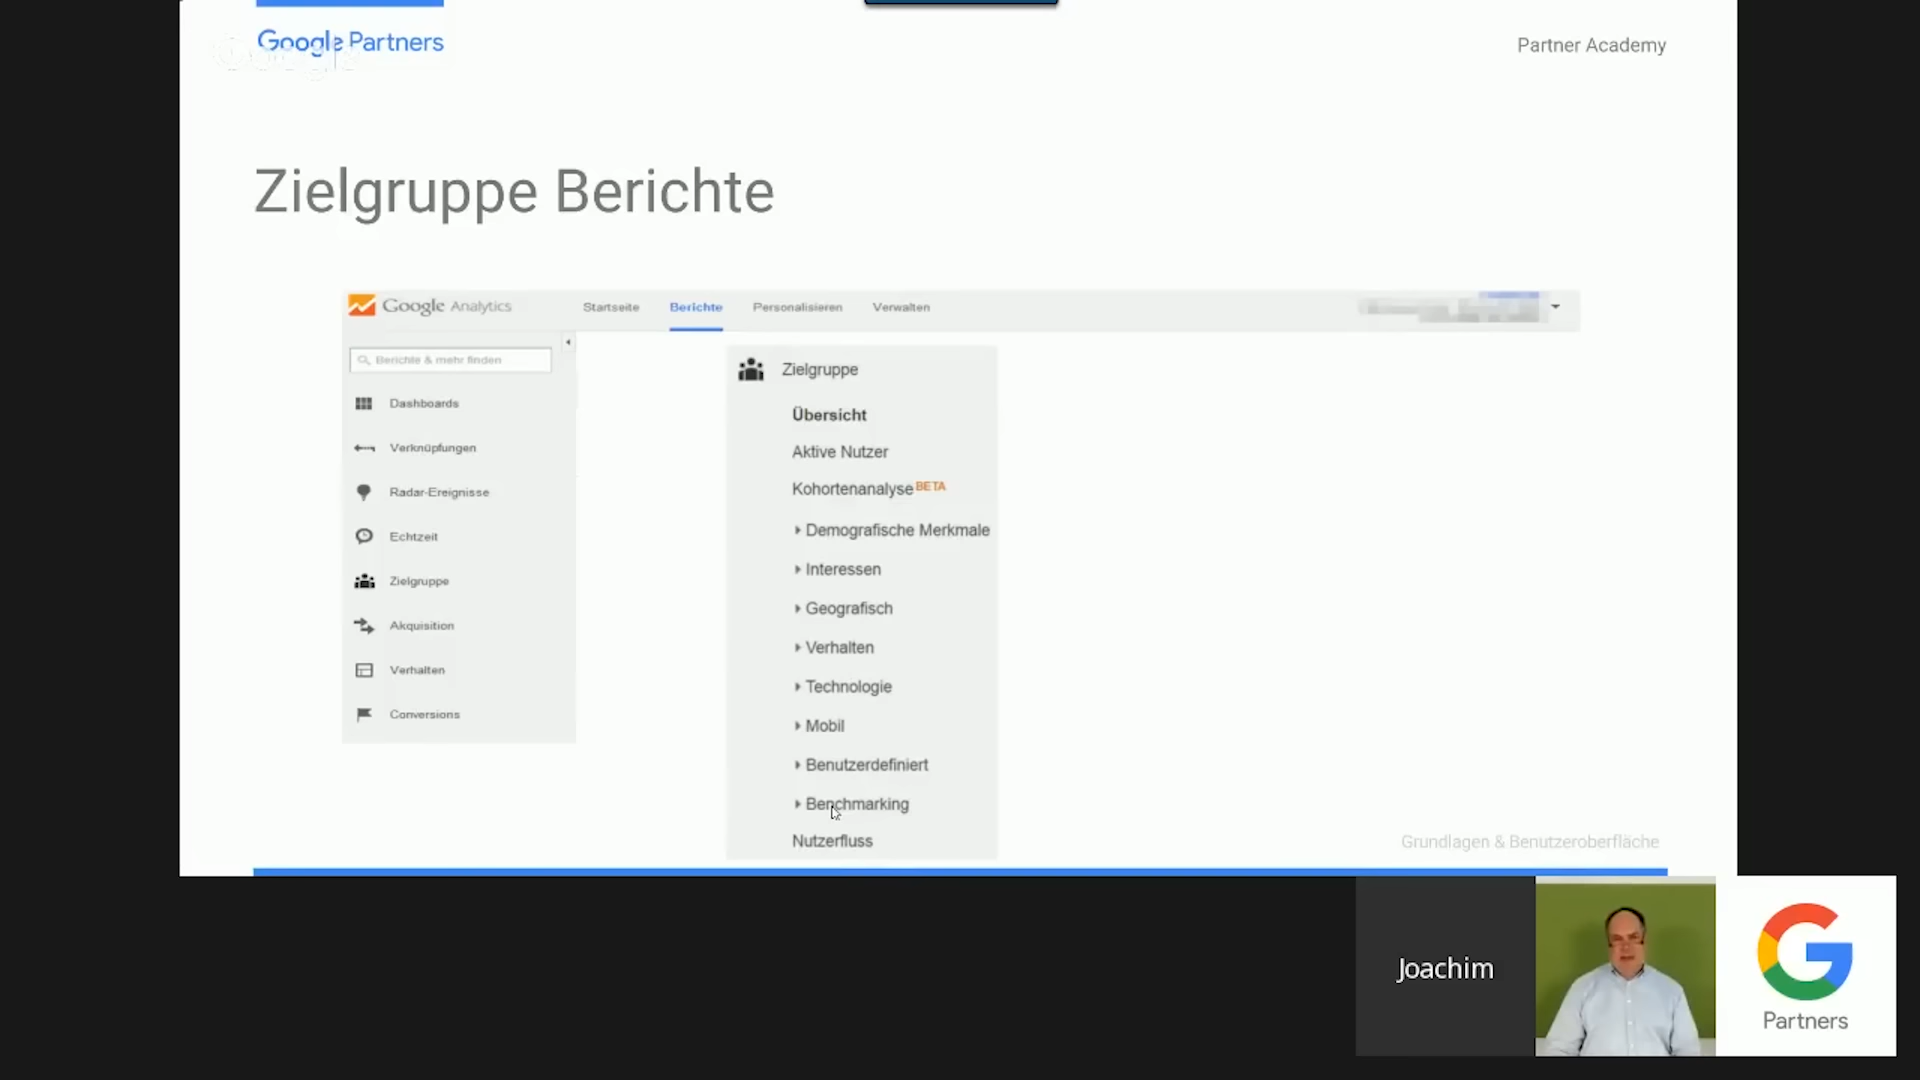 Google Partners
Partner Academy
Zielgruppe Berichte
Google Analytics
Startseite
Berichte
Personalisieren
Verwalten
Berichte & mehr finden
Dashboards
Verknüpfungen
Radar-Ereignisse
Echtzeit
Zielgruppe
Akquisition
Verhalten
Conversions
Zielgruppe
Übersicht
Aktive Nutzer
Kohortenanalyse BETA
Demografische Merkmale
Interessen
Geografisch
Verhalten
Technologie
Mobil
Benutzerdefiniert
Benchmarking
Nutzerfluss
Grundlagen & Benutzeroberfläche
Joachim
G
Partners